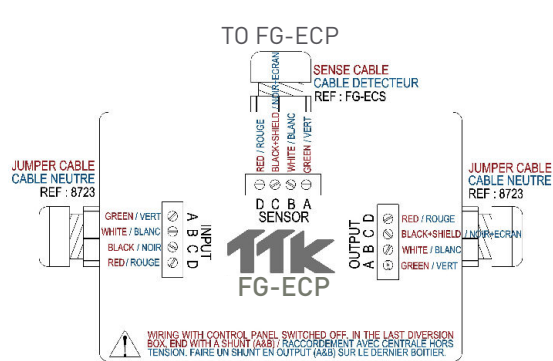 TO FG-ECP
SENSE CABLE
CABLE DETECTEUR
REF : FG-ECS
RED / ROUGE
BLACK+SHIELD / NOIR+ECRAN
WHITE / BLANC
GREEN / VERT
D C B A
SENSOR
JUMPER CABLE
CABLE NEUTRE
REF : 8723
GREEN / VERT
WHITE / BLANC
BLACK / NOIR
RED / ROUGE
A B C D
INPUT
TTK
FG-ECP
OUTPUT
A B C D
RED / ROUGE
BLACK+SHIELD / NOIR+ECRAN
WHITE / BLANC
GREEN / VERT
JUMPER CABLE
CABLE NEUTRE
REF : 8723
WIRING WITH CONTROL PANEL SWITCHED OFF. IN THE LAST DIVERSION
BOX, END WITH A SHUNT (A&B) / RACCORDEMENT AVEC CENTRALE HORS
TENSION. FAIRE UN SHUNT EN OUTPUT (A&B) SUR LE DERNIER BOITIER.